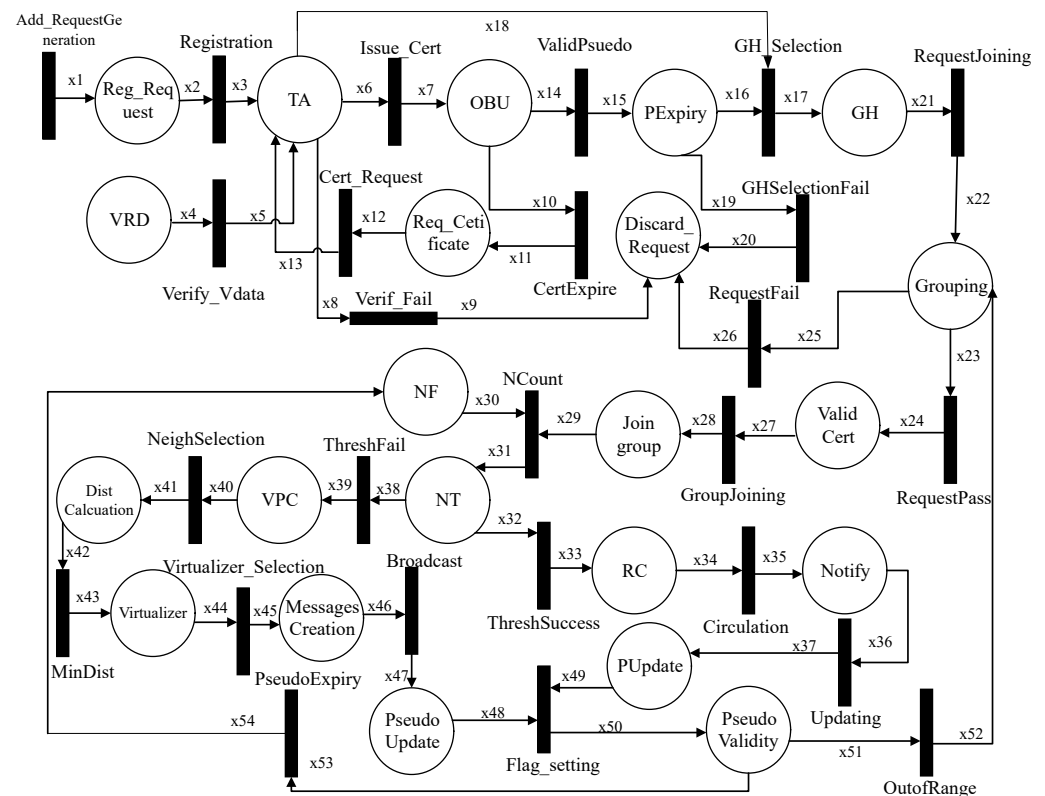 x18
Add_RequestGe
neration
Registration
Issue_Cert
ValidPsuedo
GH_Selection
RequestJoining
x1
Reg_Req
uest
x2
x3
TA
x6
x7
OBU
x14
x15
PExpiry
x16
x17
GH
x21
VRD
x4
x5
Verify_Vdata
Cert_Request
x13
x12
Req_Ceti
ficate
x10
x11
CertExpire
Discard_
Request
GHSelectionFail
x19
x20
x22
Grouping
x8
Verif_Fail
x9
RequestFail
x26
x25
x23
NF
x30
NCount
x29
Join
group
x28
x27
GroupJoining
Valid
Cert
x24
RequestPass
x31
NeighSelection
ThreshFail
Dist
Calcuation
x41
x40
VPC
x39
x38
NT
x32
x42
ThreshSuccess
x33
RC
x34
x35
Circulation
Notify
x36
MinDist
x43
Virtualizer
Virtualizer_Selection
x44
x45
Messages
Creation
x46
Broadcast
x47
PUpdate
x37
Updating
PseudoExpiry
x54
x53
Pseudo
Update
x48
x49
Flag_setting
x50
Pseudo
Validity
x51
x52
OutofRange